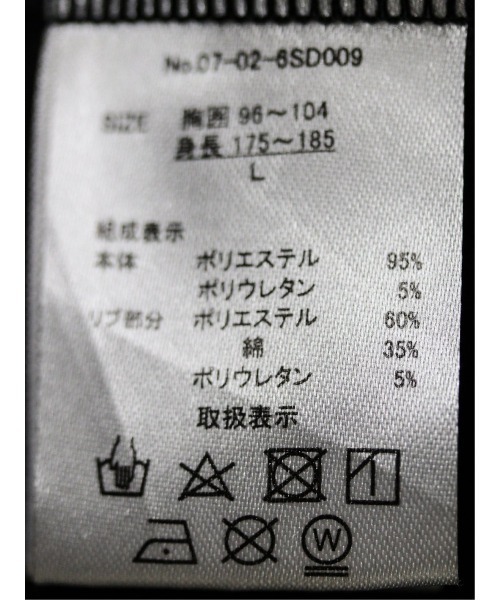 No.07-02-6SD009
SIZE 胸囲 96～104
身長 175～185
L
組成表示
本体 ポリエステル 95%
ポリウレタン 5%
リブ部分 ポリエステル 60%
綿 35%
ポリウレタン 5%
取扱表示
W